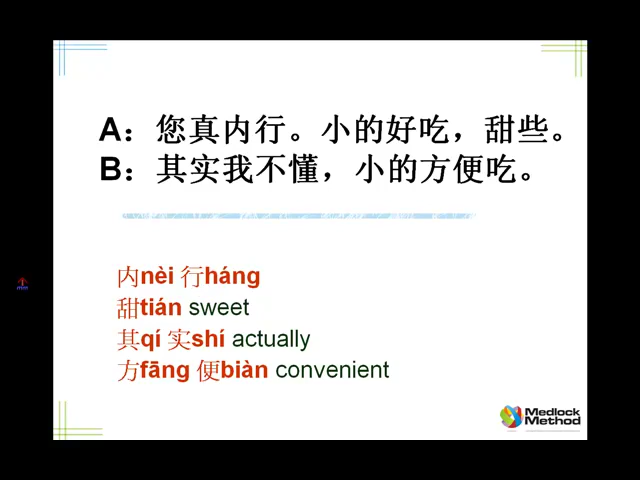 A：您真内行。小的好吃，甜些。
B：其实我不懂，小的方便吃。
内nèi 行háng
甜tián sweet
其qí 实shí actually
方fāng 便biàn convenient
Medlock
Method